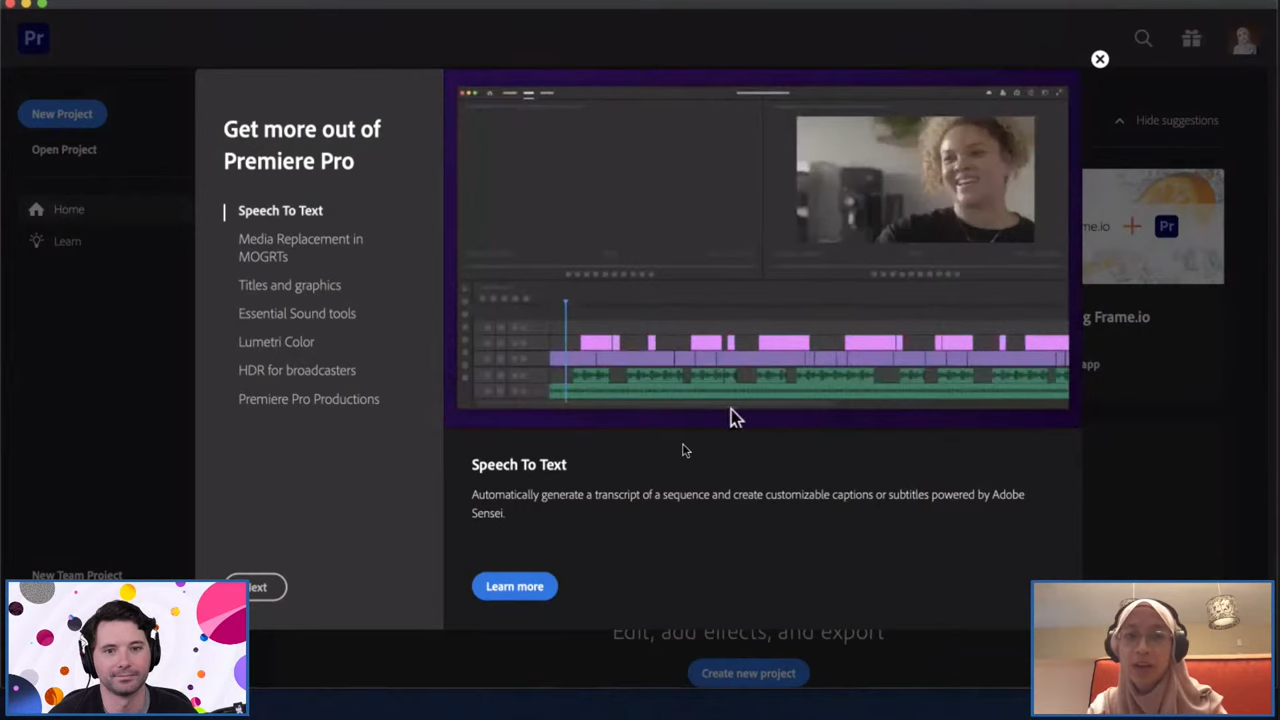 Pr
New Project
Open Project
Home
Learn
New Team Project
Get more out of
Premiere Pro
Speech To Text
Media Replacement in
MOGRTs
Titles and graphics
Essential Sound tools
Lumetri Color
HDR for broadcasters
Premiere Pro Productions
ext
Speech To Text
Automatically generate a transcript of a sequence and create customizable captions or subtitles powered by Adobe
Sensei.
Learn more
Hide suggestions
me.io
Pr
g Frame.io
app
Edit, add effects, and export
Create new project